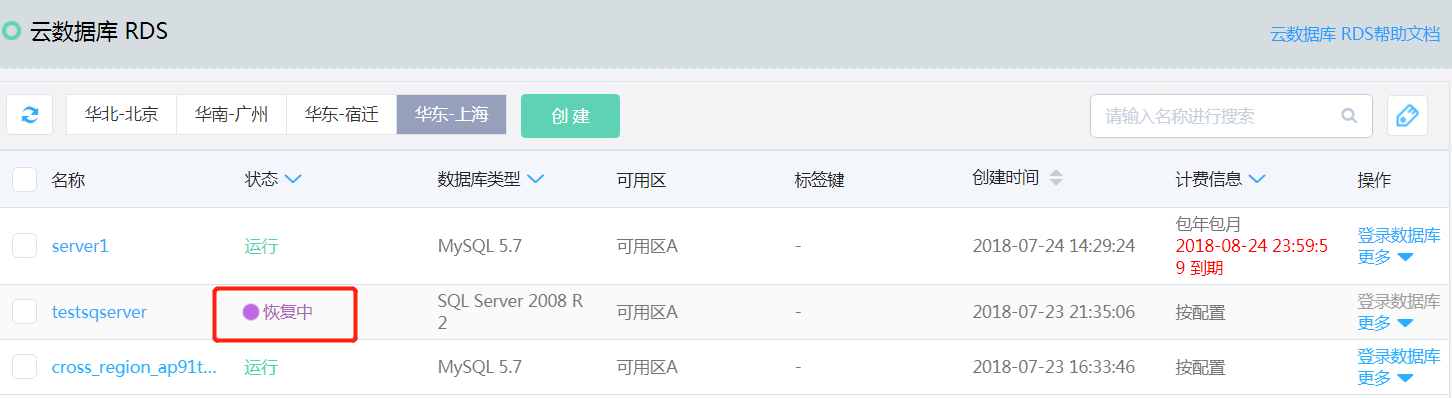 云数据库 RDS
云数据库 RDS帮助文档
华北-北京 华南-广州 华东-宿迁 华东-上海 创 建 请输入名称进行搜索
名称 状态 数据库类型 可用区 标签键 创建时间 计费信息 操作
server1 运行 MySQL 5.7 可用区A - 2018-07-24 14:29:24 包年包月
2018-08-24 23:59:5
9 到期
登录数据库
更多
testsqserver 恢复中 SQL Server 2008 R
2
可用区A - 2018-07-23 21:35:06 按配置 登录数据库
更多
cross_region_ap91t... 运行 MySQL 5.7 可用区A - 2018-07-23 16:33:46 按配置 登录数据库
更多